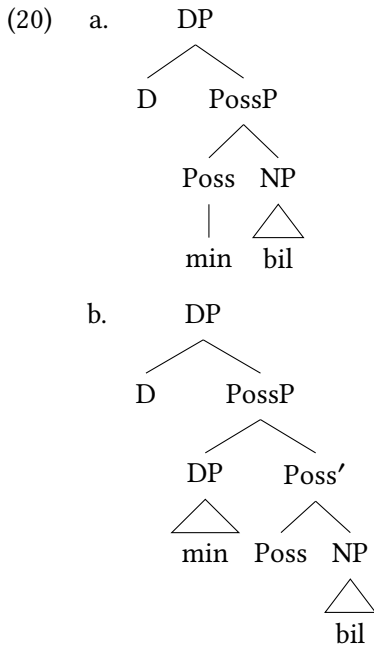 (20) a. DP
D PossP
Poss NP
min bil
b. DP
D PossP
DP Poss′
min Poss NP
bil